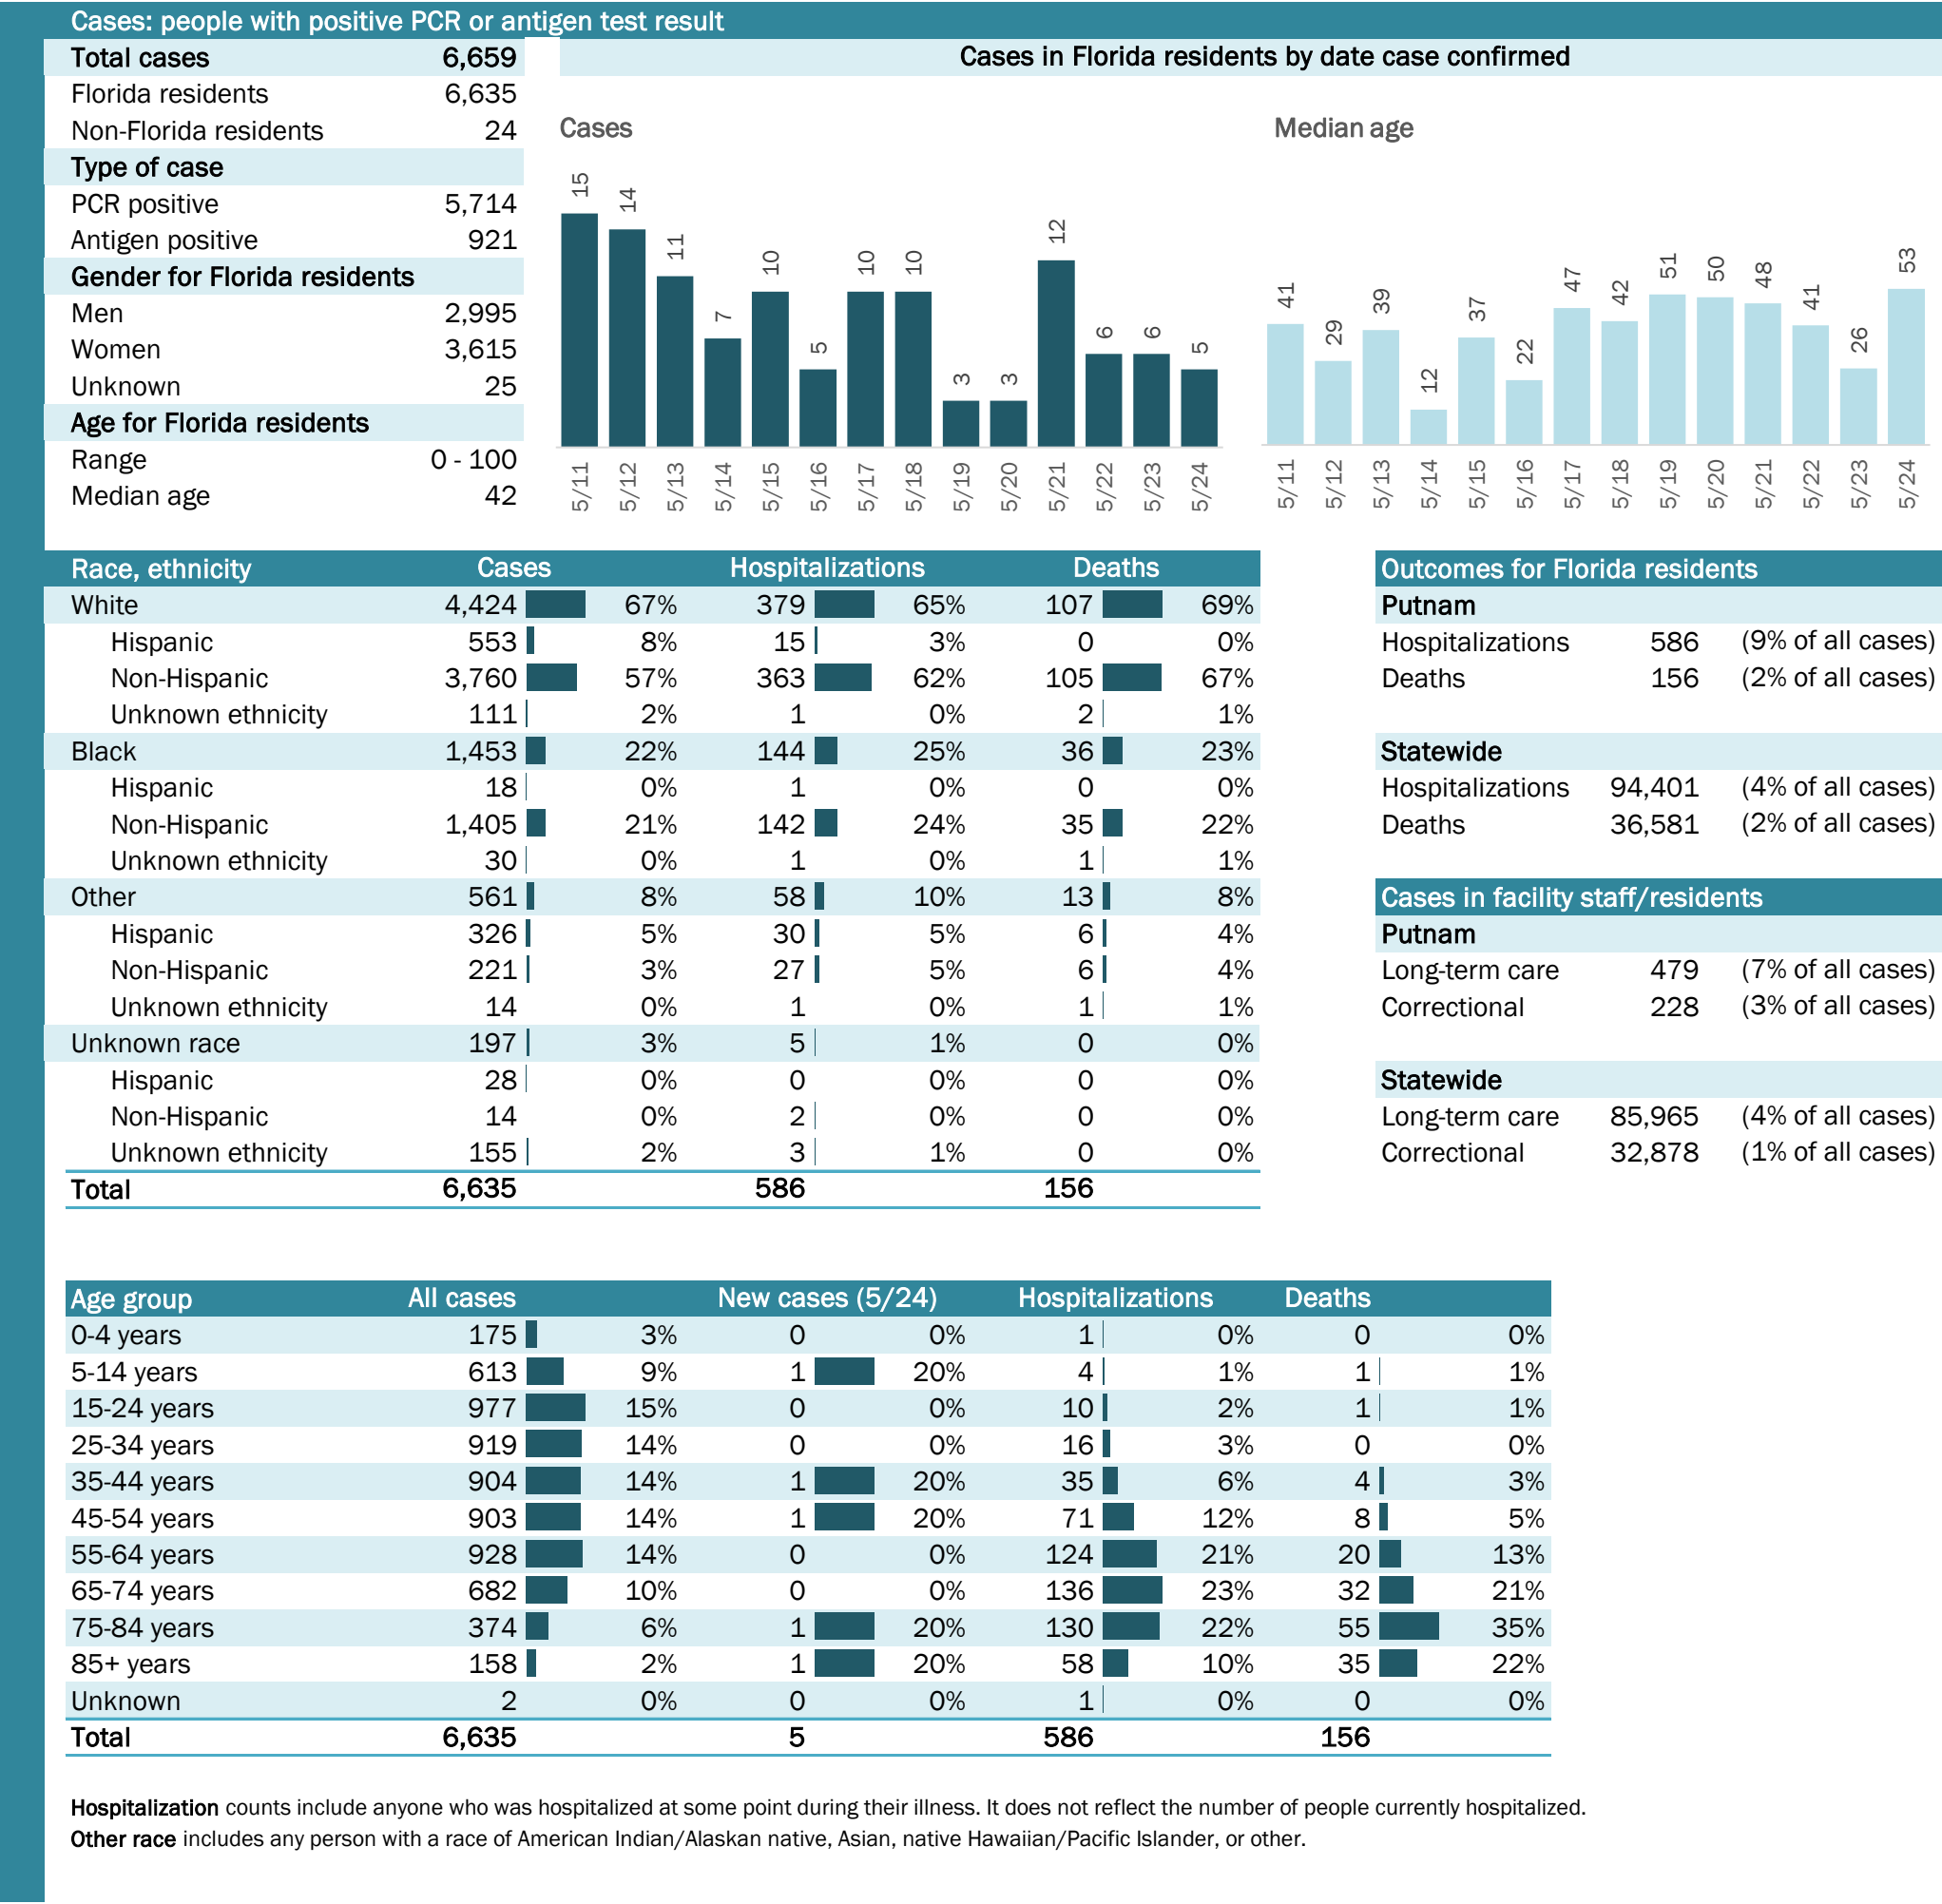 Cases: people with positive PCR or antigen test result
Total cases 6,659
Florida residents 6,635
Non-Florida residents 24
Type of case
PCR positive 5,714
Antigen positive 921
Gender for Florida residents
Men 2,995
Women 3,615
Unknown 25
Age for Florida residents
Range 0 - 100
Median age 42
Cases in Florida residents by date case confirmed
Cases
15 14 11 7 10 5 10 10 3 3 12 6 6 5
5/11 5/12 5/13 5/14 5/15 5/16 5/17 5/18 5/19 5/20 5/21 5/22 5/23 5/24
Median age
41 29 39 12 37 22 47 42 51 50 48 41 26 53
5/11 5/12 5/13 5/14 5/15 5/16 5/17 5/18 5/19 5/20 5/21 5/22 5/23 5/24
Race, ethnicity Cases Hospitalizations Deaths
White 4,424 67% 379 65% 107 69%
Hispanic 553 8% 15 3% 0 0%
Non-Hispanic 3,760 57% 363 62% 105 67%
Unknown ethnicity 111 2% 1 0% 2 1%
Black 1,453 22% 144 25% 36 23%
Hispanic 18 0% 1 0% 0 0%
Non-Hispanic 1,405 21% 142 24% 35 22%
Unknown ethnicity 30 0% 1 0% 1 1%
Other 561 8% 58 10% 13 8%
Hispanic 326 5% 30 5% 6 4%
Non-Hispanic 221 3% 27 5% 6 4%
Unknown ethnicity 14 0% 1 0% 1 1%
Unknown race 197 3% 5 1% 0 0%
Hispanic 28 0% 0 0% 0 0%
Non-Hispanic 14 0% 2 0% 0 0%
Unknown ethnicity 155 2% 3 1% 0 0%
Total 6,635 586 156
Outcomes for Florida residents
Putnam
Hospitalizations 586 (9% of all cases)
Deaths 156 (2% of all cases)
Statewide
Hospitalizations 94,401 (4% of all cases)
Deaths 36,581 (2% of all cases)
Cases in facility staff/residents
Putnam
Long-term care 479 (7% of all cases)
Correctional 228 (3% of all cases)
Statewide
Long-term care 85,965 (4% of all cases)
Correctional 32,878 (1% of all cases)
Age group All cases New cases (5/24) Hospitalizations Deaths
0-4 years 175 3% 0 0% 1 0% 0 0%
5-14 years 613 9% 1 20% 4 1% 1 1%
15-24 years 977 15% 0 0% 10 2% 1 1%
25-34 years 919 14% 0 0% 16 3% 0 0%
35-44 years 904 14% 1 20% 35 6% 4 3%
45-54 years 903 14% 1 20% 71 12% 8 5%
55-64 years 928 14% 0 0% 124 21% 20 13%
65-74 years 682 10% 0 0% 136 23% 32 21%
75-84 years 374 6% 1 20% 130 22% 55 35%
85+ years 158 2% 1 20% 58 10% 35 22%
Unknown 2 0% 0 0% 1 0% 0 0%
Total 6,635 5 586 156
Hospitalization counts include anyone who was hospitalized at some point during their illness. It does not reflect the number of people currently hospitalized.
Other race includes any person with a race of American Indian/Alaskan native, Asian, native Hawaiian/Pacific Islander, or other.